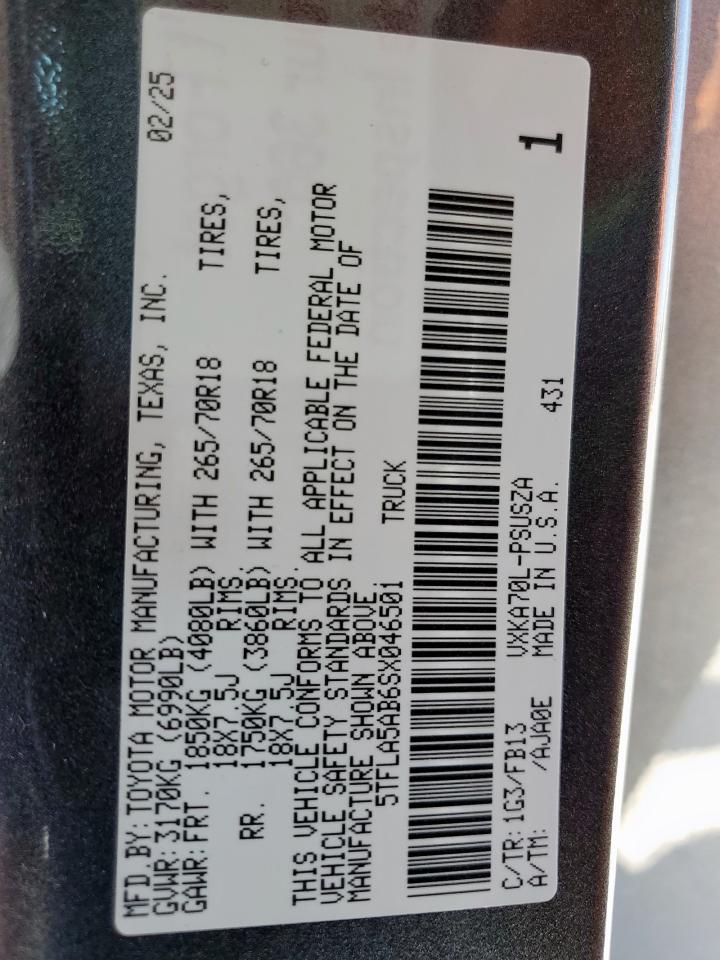 MFD BY: TOYOTA MOTOR MANUFACTURING, TEXAS, INC. 02/25
GVWR: 3170KG (6990LB)
GAWR: FRT. 1850KG (4080LB) WITH 265/70R18 TIRES,
18X7.5J RIMS.
RR. 1750KG (3860LB) WITH 265/70R18 TIRES,
18X7.5J RIMS.
THIS VEHICLE CONFORMS TO ALL APPLICABLE FEDERAL MOTOR
VEHICLE SAFETY STANDARDS IN EFFECT ON THE DATE OF
MANUFACTURE SHOWN ABOVE.
5TFLA5AB6SX046501 TRUCK
1
C/TR: 1G3/FB13 VXKA70L-PSUSZA
A/TM: /AJA0E MADE IN U.S.A. 431